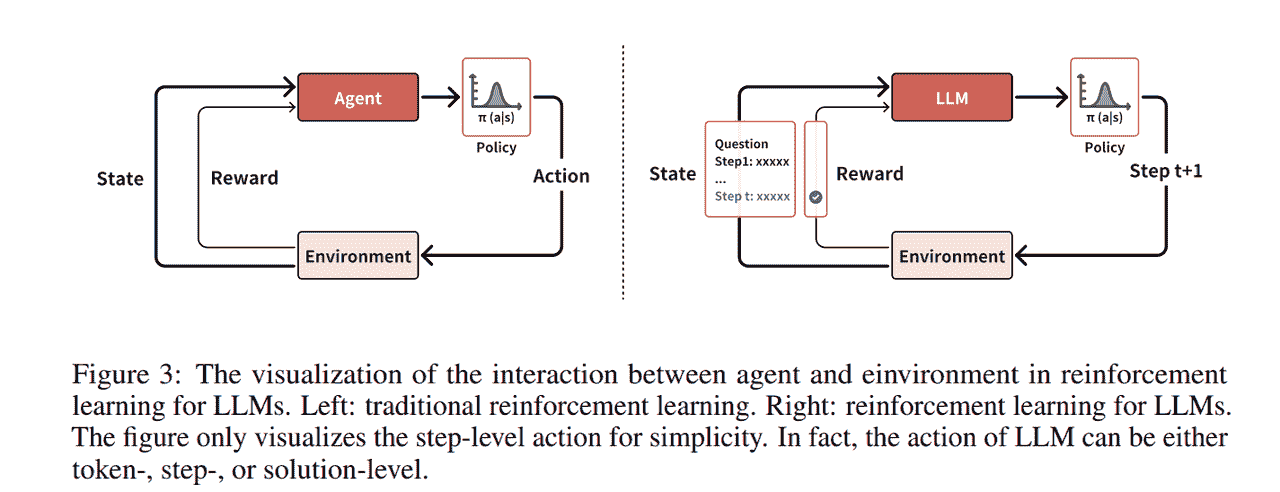 Agent
π (a|s)
Policy
State
Reward
Action
Environment
LLM
π (a|s)
Policy
Question
Step1: xxxxx
...
Step t: xxxxx
State
Reward
Step t+1
Environment
Figure 3: The visualization of the interaction between agent and einvironment in reinforcement
learning for LLMs. Left: traditional reinforcement learning. Right: reinforcement learning for LLMs.
The figure only visualizes the step-level action for simplicity. In fact, the action of LLM can be either
token-, step-, or solution-level.